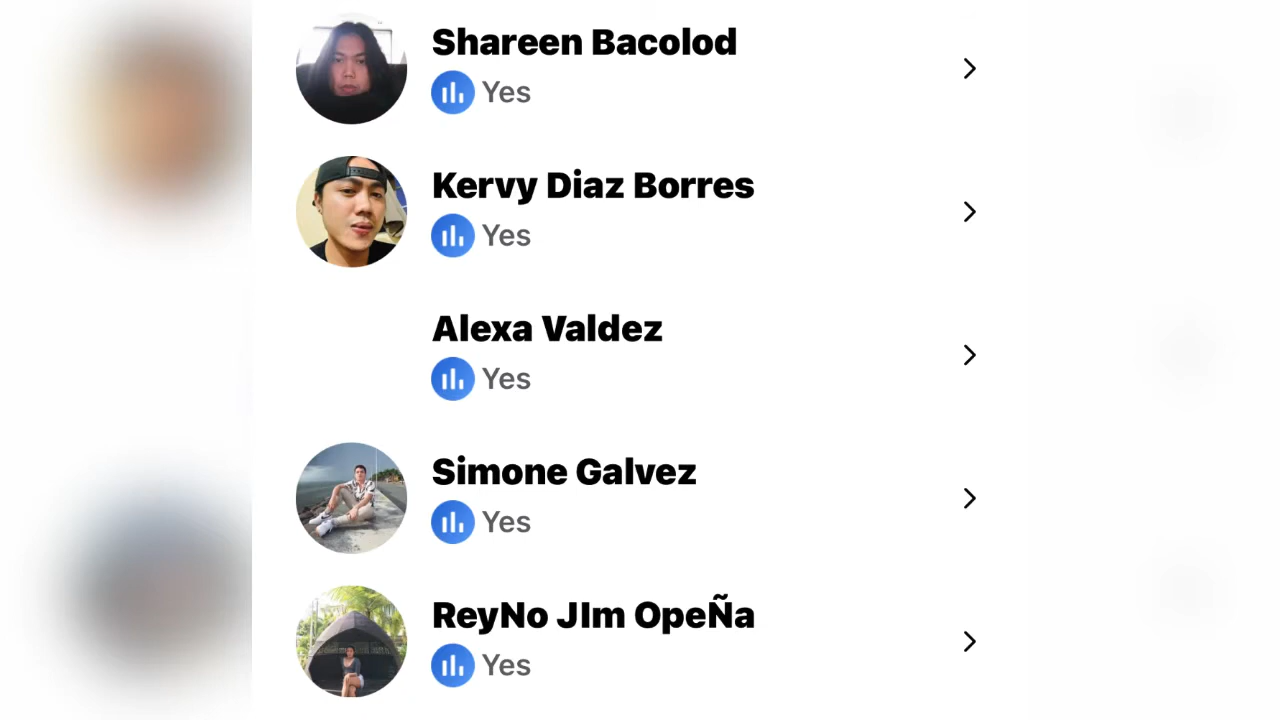 Shareen Bacolod
Yes
Kervy Diaz Borres
Yes
Alexa Valdez
Yes
Simone Galvez
Yes
ReyNo JIm OpeÑa
Yes